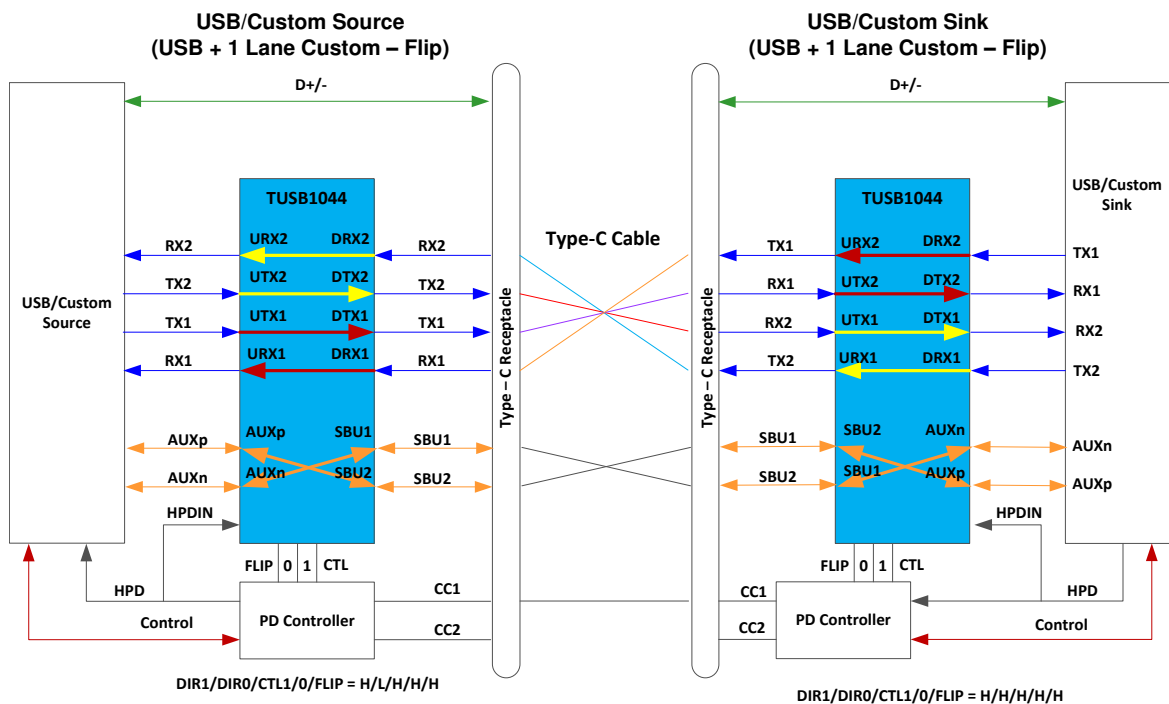 USB/Custom Source
(USB + 1 Lane Custom – Flip)
USB/Custom Sink
(USB + 1 Lane Custom – Flip)
D+/-
D+/-
TUSB1044
TUSB1044
USB/Custom
Sink
Type-C Cable
RX2
URX2
DRX2
RX2
TX1
URX2
DRX2
TX1
TX2
UTX2
DTX2
TX2
RX1
UTX2
DTX2
RX1
USB/Custom
Source
TX1
UTX1
DTX1
TX1
RX2
UTX1
DTX1
RX2
RX1
URX1
DRX1
RX1
TX2
URX1
DRX1
TX2
Type – C Receptacle
Type – C Receptacle
AUXp
AUXp
SBU1
SBU1
SBU1
SBU2
AUXn
AUXn
AUXn
AUXn
SBU2
SBU2
SBU2
SBU1
AUXp
AUXp
HPDIN
HPDIN
FLIP
0
1
CTL
FLIP
0
1
CTL
HPD
CC1
CC1
HPD
PD Controller
PD Controller
Control
CC2
CC2
Control
DIR1/DIR0/CTL1/0/FLIP = H/L/H/H/H
DIR1/DIR0/CTL1/0/FLIP = H/H/H/H/H